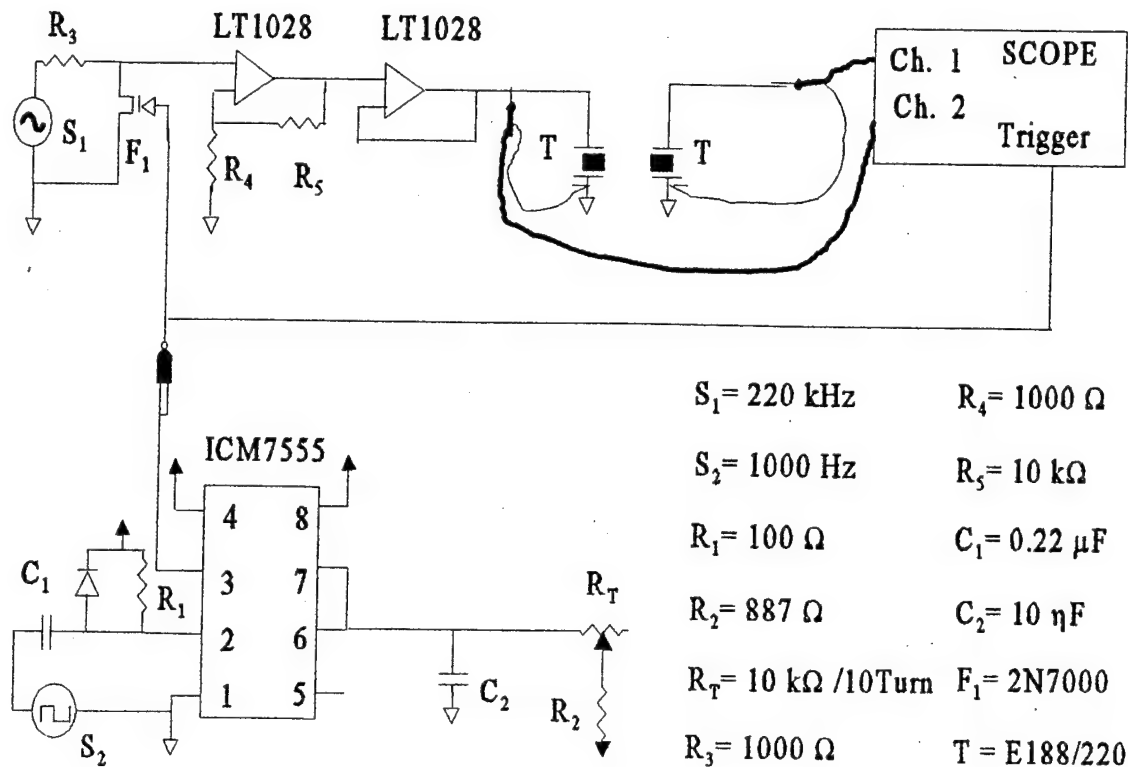 LT1028
LT1028
R₃
S₁
F₁
R₄
R₅
T
T
Ch. 1 SCOPE
Ch. 2
Trigger
ICM7555
4 8
3 7
2 6
1 5
C₁
R₁
S₂
C₂
R_T
R₂
S₁= 220 kHz
S₂= 1000 Hz
R₁= 100 Ω
R₂= 887 Ω
R_T= 10 kΩ /10Turn
R₃= 1000 Ω
R₄= 1000 Ω
R₅= 10 kΩ
C₁= 0.22 μF
C₂= 10 ηF
F₁= 2N7000
T = E188/220